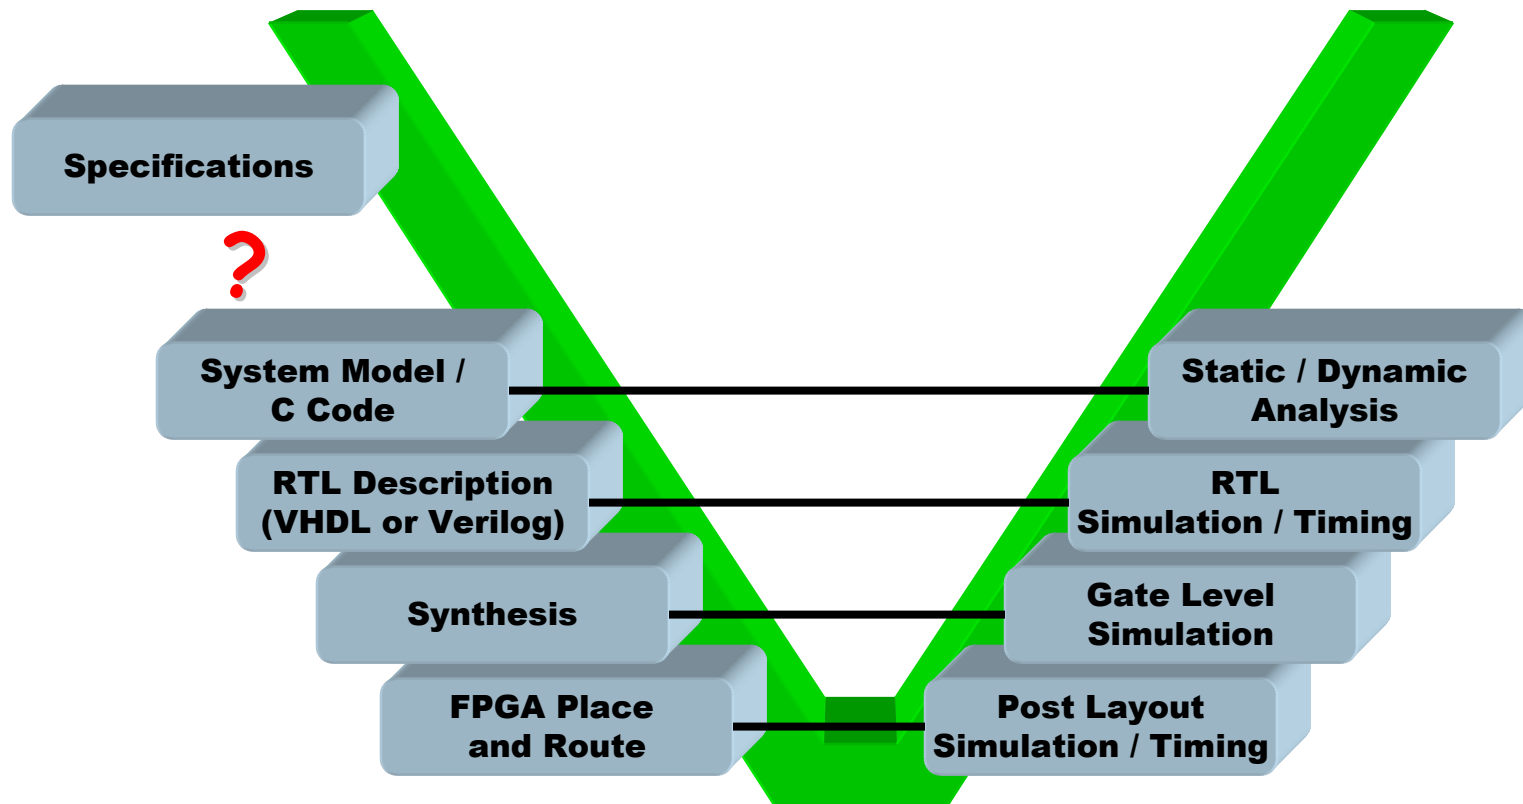 Specifications
?
System Model /
C Code
Static / Dynamic
Analysis
RTL Description
(VHDL or Verilog)
RTL
Simulation / Timing
Synthesis
Gate Level
Simulation
FPGA Place
and Route
Post Layout
Simulation / Timing